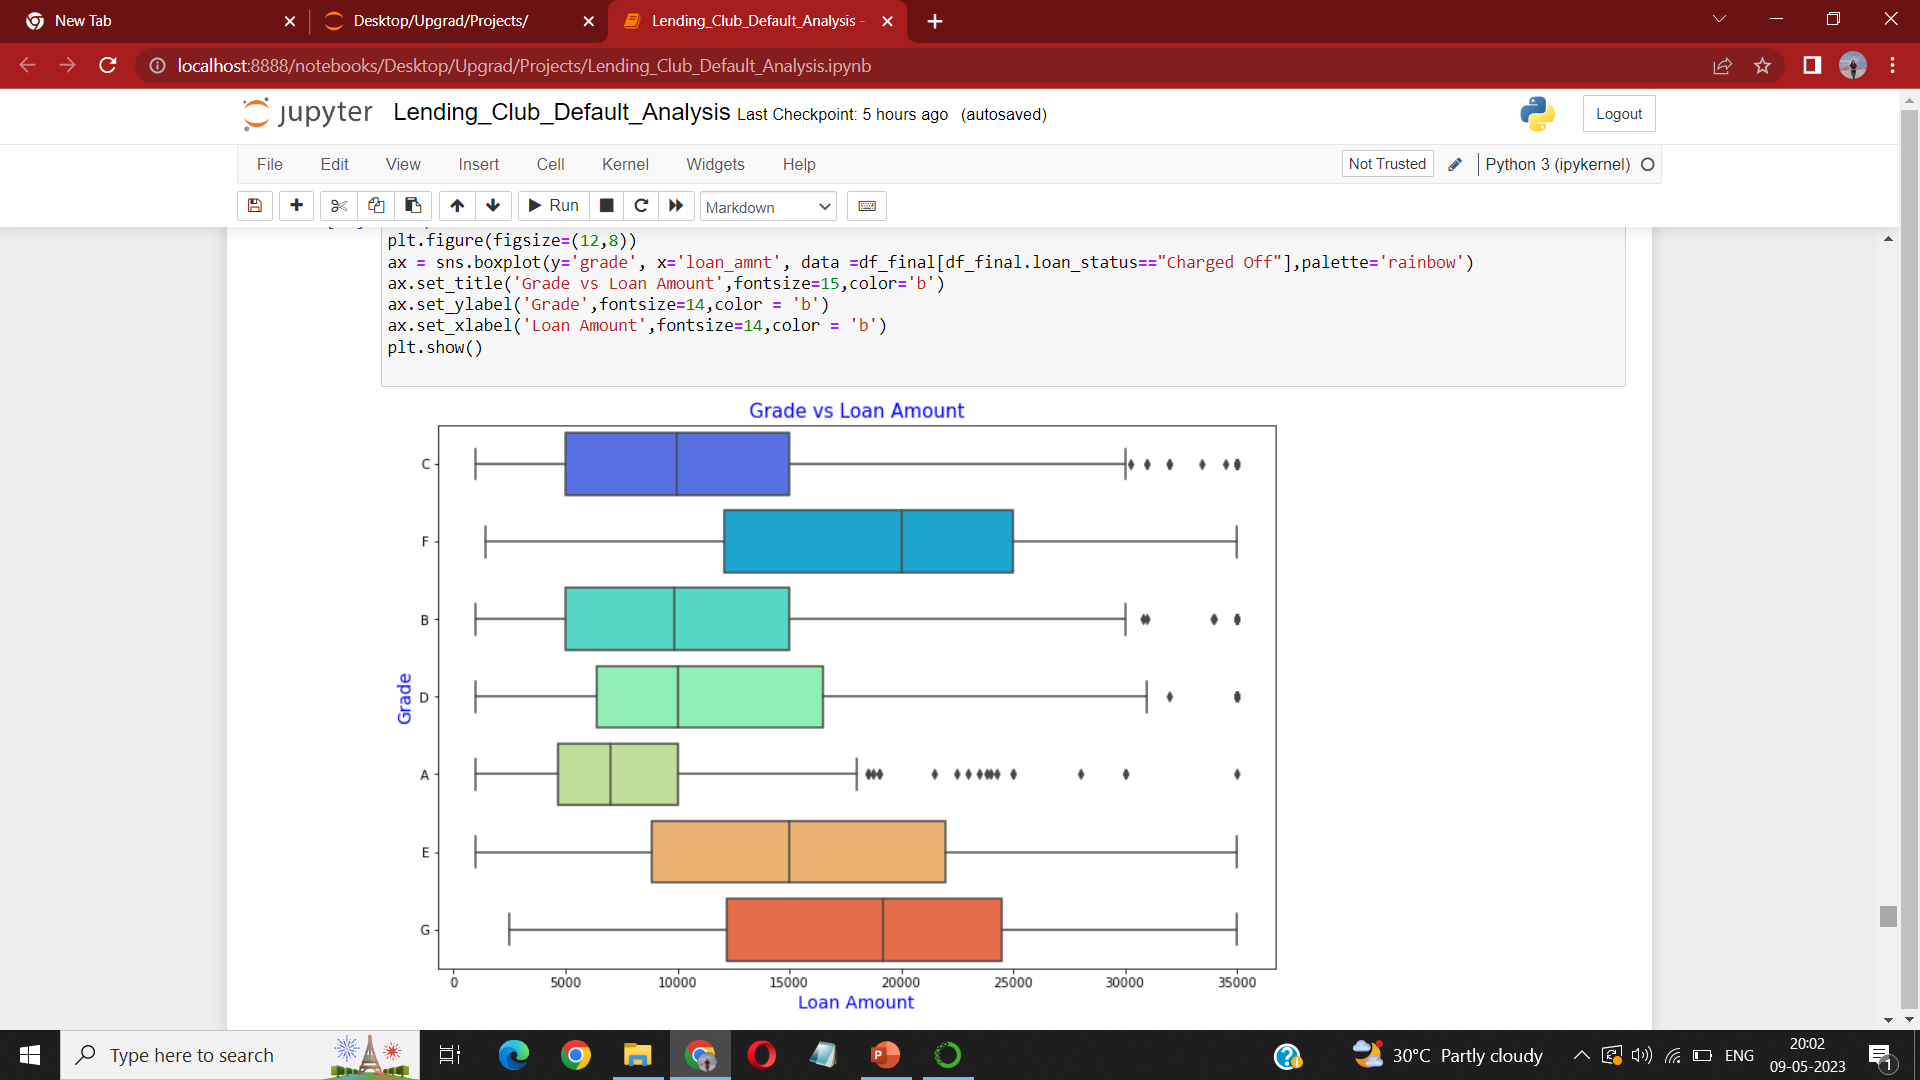 New Tab
Desktop/Upgrad/Projects/
Lending_Club_Default_Analysis -
localhost:8888/notebooks/Desktop/Upgrad/Projects/Lending_Club_Default_Analysis.ipynb
jupyter Lending_Club_Default_Analysis Last Checkpoint: 5 hours ago (autosaved)
Logout
File Edit View Insert Cell Kernel Widgets Help
Not Trusted
Python 3 (ipykernel)
Run
Markdown
plt.figure(figsize=(12,8))
ax = sns.boxplot(y='grade', x='loan_amnt', data =df_final[df_final.loan_status=="Charged Off"],palette='rainbow')
ax.set_title('Grade vs Loan Amount',fontsize=15,color='b')
ax.set_ylabel('Grade',fontsize=14,color = 'b')
ax.set_xlabel('Loan Amount',fontsize=14,color = 'b')
plt.show()
Grade vs Loan Amount
C
F
B
Grade
D
A
E
G
0 5000 10000 15000 20000 25000 30000 35000
Loan Amount
Type here to search
30°C Partly cloudy
ENG
20:02
09-05-2023
1